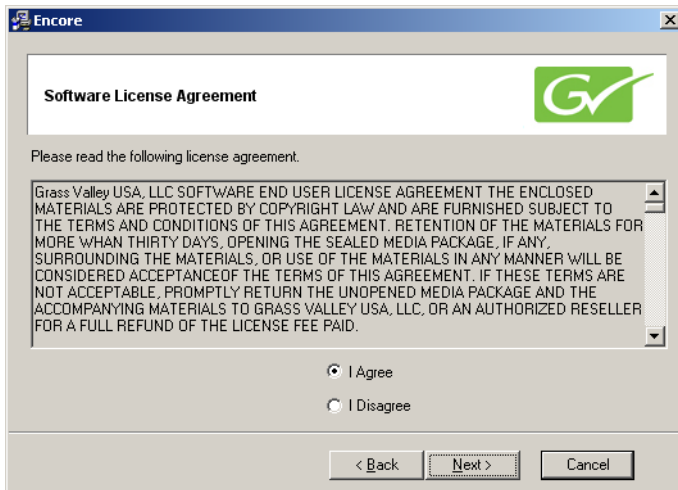 Encore
Software License Agreement
GV
Please read the following license agreement.
Grass Valley USA, LLC SOFTWARE END USER LICENSE AGREEMENT THE ENCLOSED
MATERIALS ARE PROTECTED BY COPYRIGHT LAW AND ARE FURNISHED SUBJECT TO
THE TERMS AND CONDITIONS OF THIS AGREEMENT. RETENTION OF THE MATERIALS FOR
MORE WHAN THIRTY DAYS, OPENING THE SEALED MEDIA PACKAGE, IF ANY,
SURROUNDING THE MATERIALS, OR USE OF THE MATERIALS IN ANY MANNER WILL BE
CONSIDERED ACCEPTANCEOF THE TERMS OF THIS AGREEMENT. IF THESE TERMS ARE
NOT ACCEPTABLE, PROMPTLY RETURN THE UNOPENED MEDIA PACKAGE AND THE
ACCOMPANYING MATERIALS TO GRASS VALLEY USA, LLC, OR AN AUTHORIZED RESELLER
FOR A FULL REFUND OF THE LICENSE FEE PAID.
I Agree
I Disagree
< Back Next > Cancel